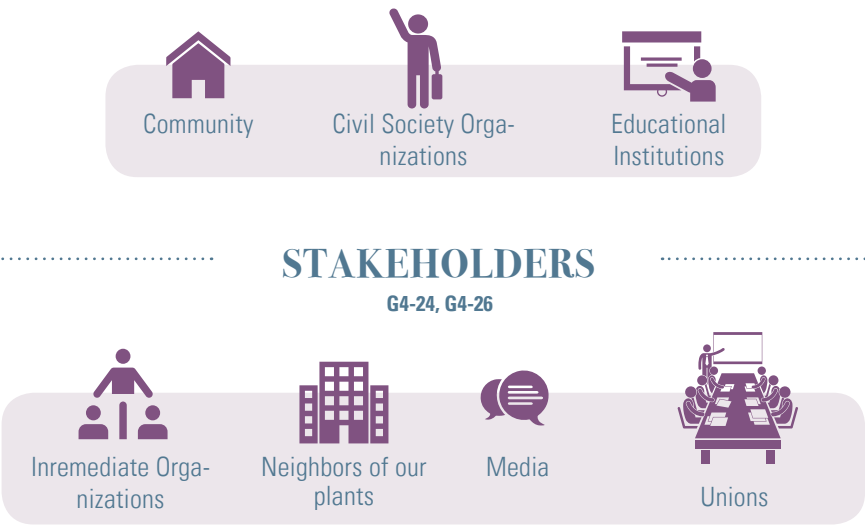 Community
Civil Society Orga-
nizations
Educational
Institutions
STAKEHOLDERS
G4-24, G4-26
Inremediate Orga-
nizations
Neighbors of our
plants
Media
Unions